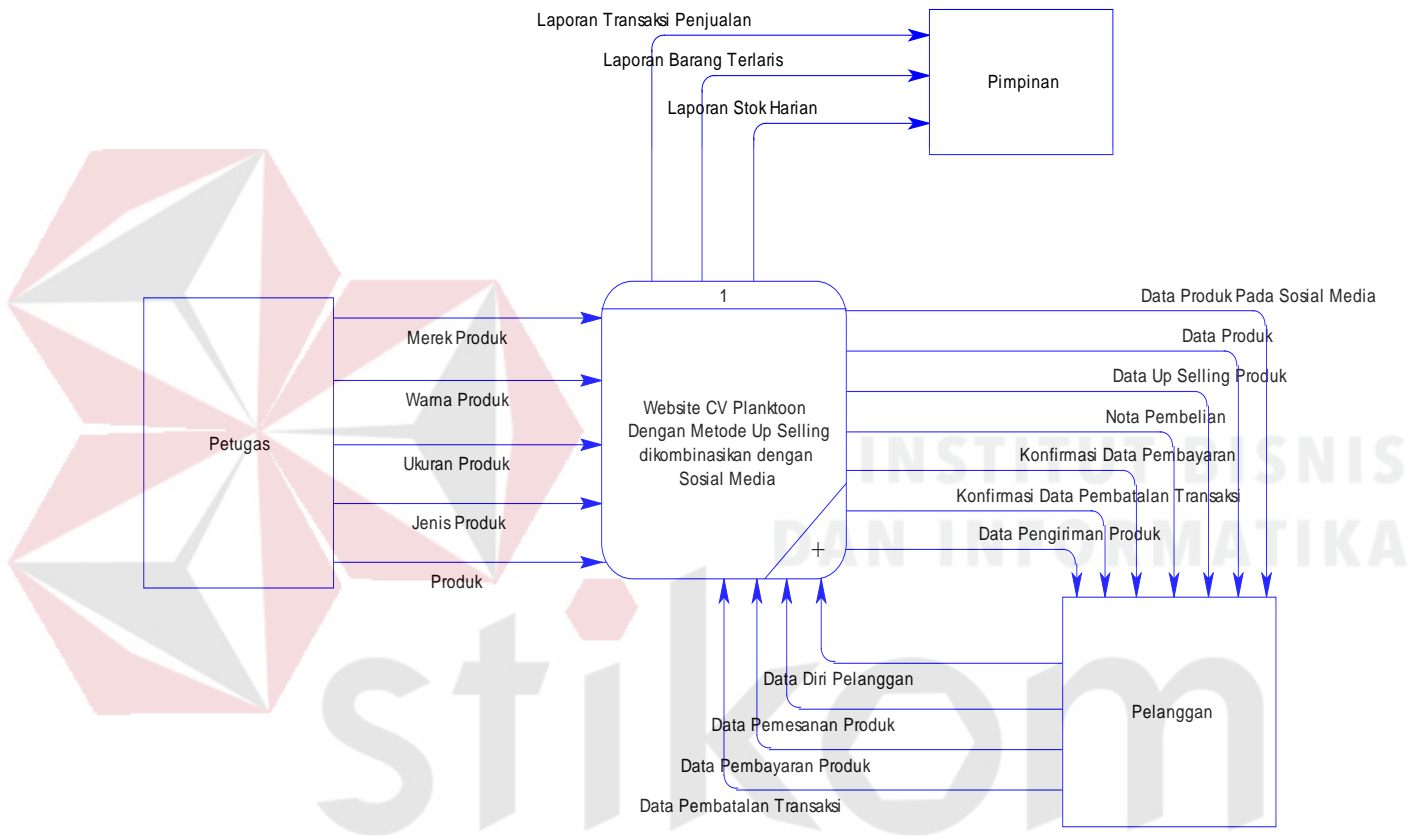 Laporan Transaksi Penjualan
Laporan Barang Terlaris
Laporan Stok Harian
Pimpinan
1
Website CV Planktoon
Dengan Metode Up Selling
dikombinasikan dengan
Sosial Media
+
Petugas
Merek Produk
Warna Produk
Ukuran Produk
Jenis Produk
Produk
Data Produk Pada Sosial Media
Data Produk
Data Up Selling Produk
Nota Pembelian
Konfirmasi Data Pembayaran
Konfirmasi Data Pembatalan Transaksi
Data Pengiriman Produk
Data Diri Pelanggan
Data Pemesanan Produk
Data Pembayaran Produk
Data Pembatalan Transaksi
Pelanggan
INSTITUT BISNIS
DAN INFORMATIKA
stikom